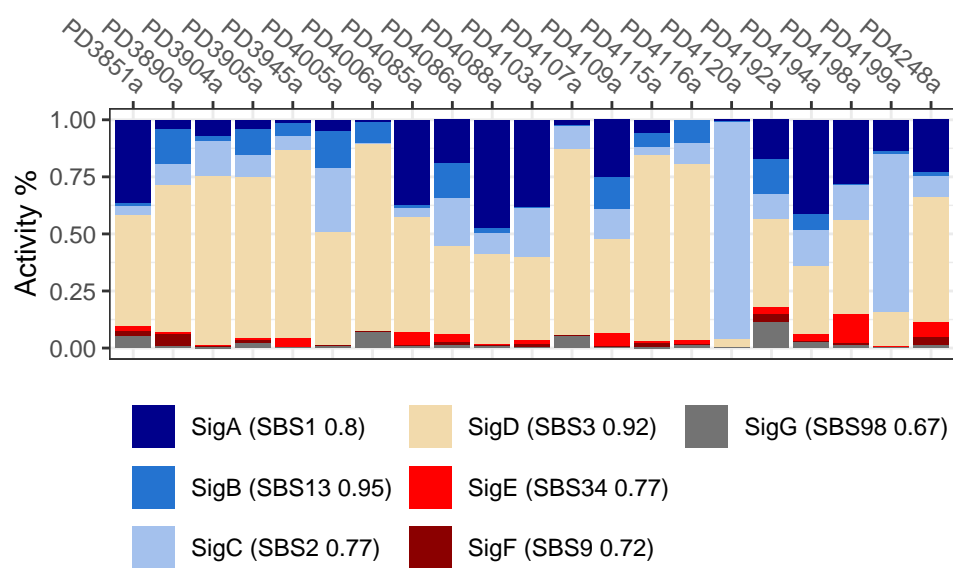 PD3851a
PD3890a
PD3904a
PD3905a
PD3945a
PD4005a
PD4006a
PD4085a
PD4086a
PD4088a
PD4103a
PD4107a
PD4109a
PD4115a
PD4116a
PD4120a
PD4192a
PD4194a
PD4198a
PD4199a
PD4248a
Activity %
1.00
0.75
0.50
0.25
0.00
SigA (SBS1 0.8)
SigB (SBS13 0.95)
SigC (SBS2 0.77)
SigD (SBS3 0.92)
SigE (SBS34 0.77)
SigF (SBS9 0.72)
SigG (SBS98 0.67)